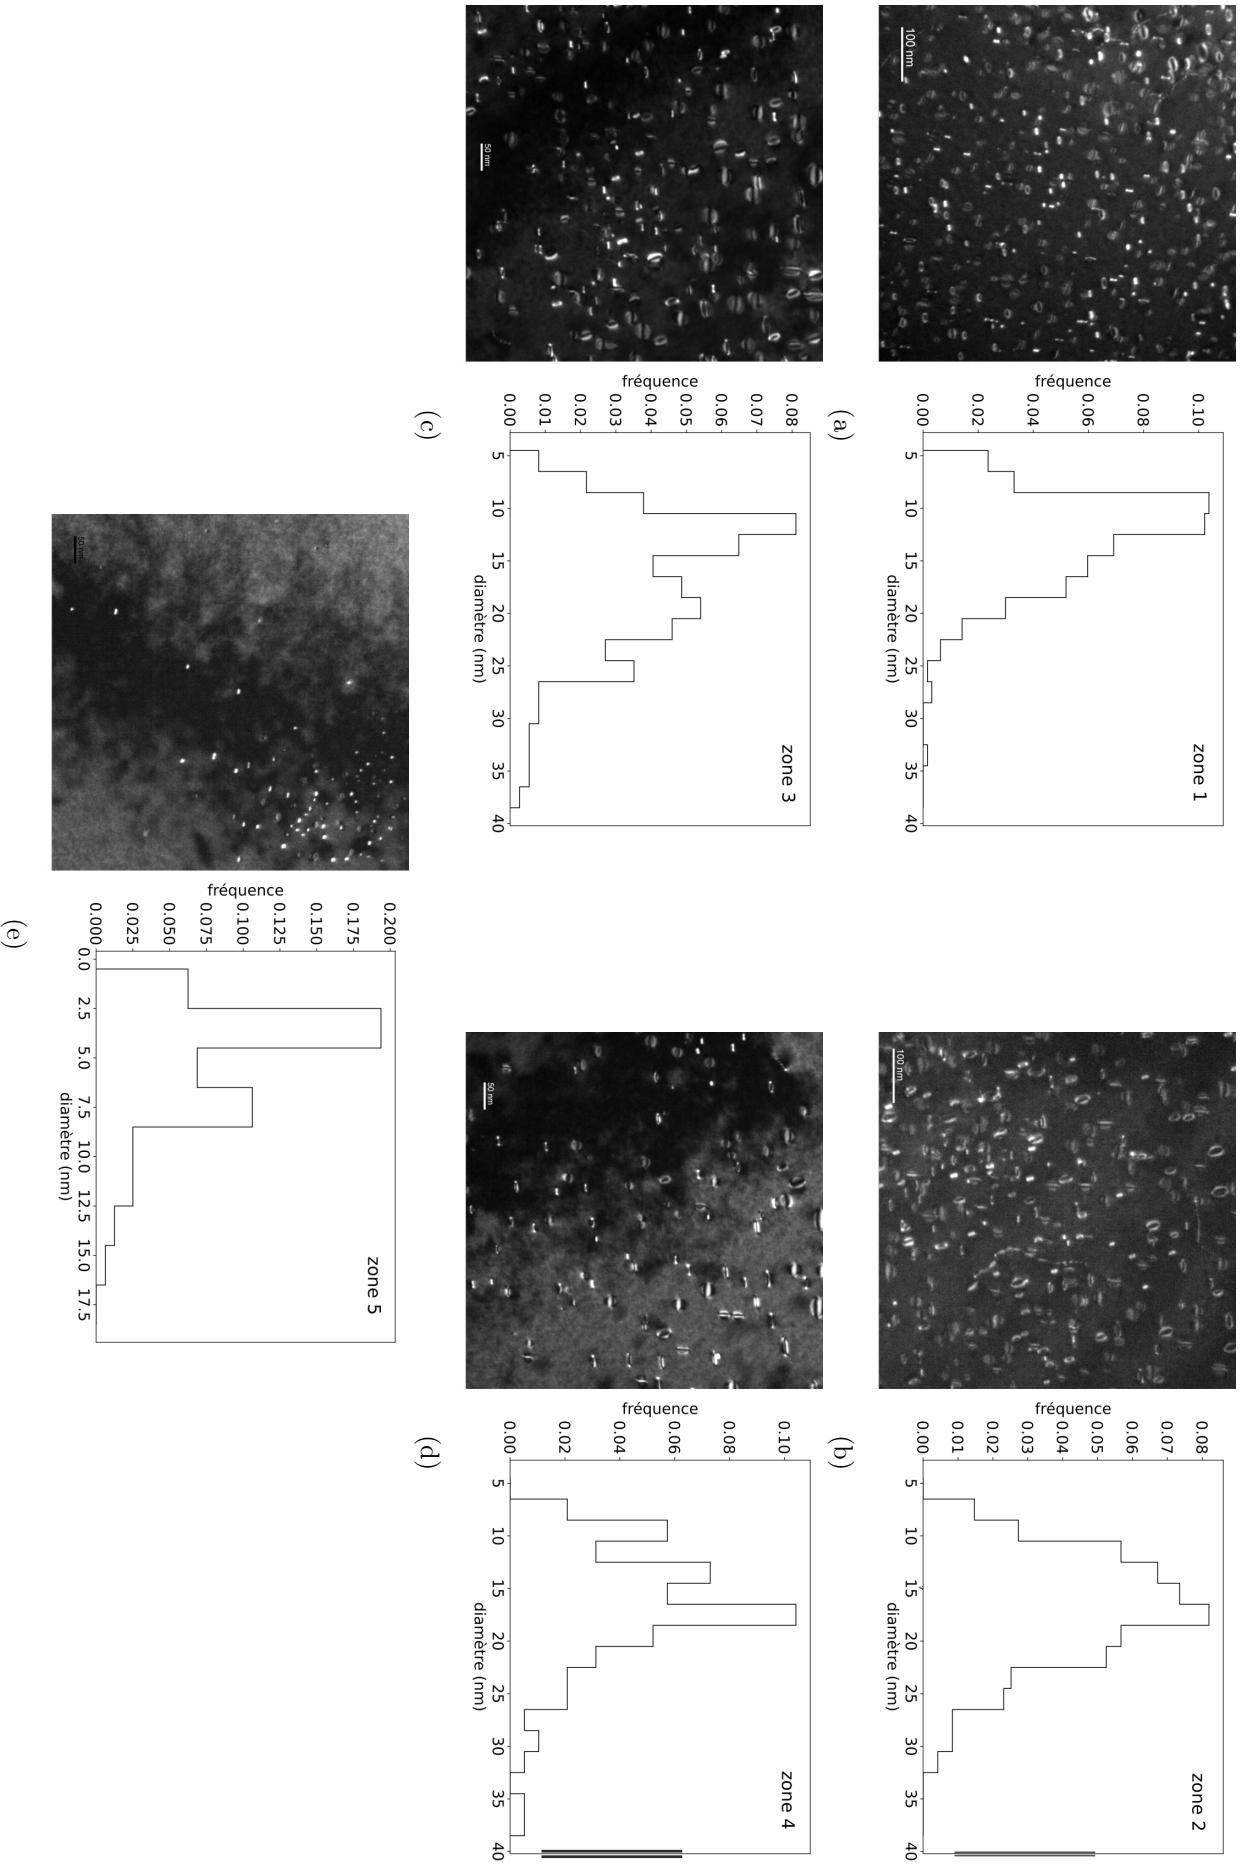 100 nm
fréquence
0.10
0.08
0.06
0.04
0.02
0.00
zone 1
5 10 15 20 25 30 35 40
diamètre (nm)
(a)
100 nm
fréquence
0.08
0.07
0.06
0.05
0.04
0.03
0.02
0.01
0.00
zone 2
5 10 15 20 25 30 35 40
diamètre (nm)
(b)
50 nm
fréquence
0.08
0.07
0.06
0.05
0.04
0.03
0.02
0.01
0.00
zone 3
5 10 15 20 25 30 35 40
diamètre (nm)
(c)
50 nm
fréquence
0.10
0.08
0.06
0.04
0.02
0.00
zone 4
5 10 15 20 25 30 35 40
diamètre (nm)
(d)
50 nm
fréquence
0.200
0.175
0.150
0.125
0.100
0.075
0.050
0.025
0.000
zone 5
0.0 2.5 5.0 7.5 10.0 12.5 15.0 17.5
diamètre (nm)
(e)